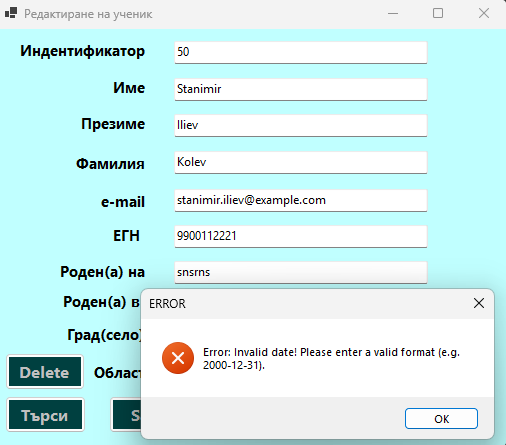 Редактиране на ученик
Индентификатор 50
Име Stanimir
Презиме Iliev
Фамилия Kolev
e-mail stanimir.iliev@example.com
ЕГН 9900112221
Роден(а) на snsrns
Роден(а) в
ERROR
Град(село)
Error: Invalid date! Please enter a valid format (e.g.
2000-12-31).
Delete Област
Търси S
OK